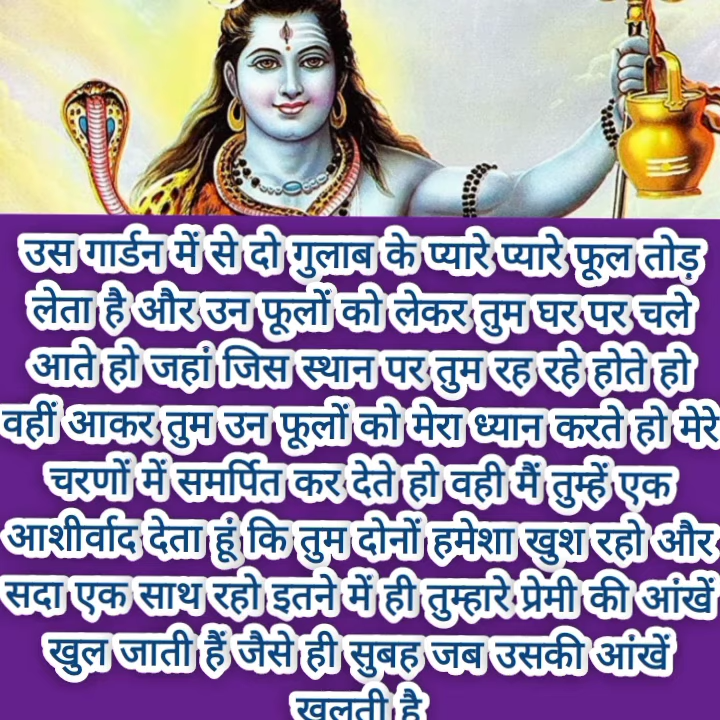 उस गार्डन में से दो गुलाब के प्यारे प्यारे फूल तोड़
लेता है और उन फूलों को लेकर तुम घर पर चले
आते हो जहां जिस स्थान पर तुम रह रहे होते हो
वहीं आकर तुम उन फूलों को मेरा ध्यान करते हो मेरे
चरणों में समर्पित कर देते हो वही मैं तुम्हें एक
आशीर्वाद देता हूं कि तुम दोनों हमेशा खुश रहो और
सदा एक साथ रहो इतने में ही तुम्हारे प्रेमी की आंखें
खुल जाती हैं जैसे ही सुबह जब उसकी आंखें
खुलती है